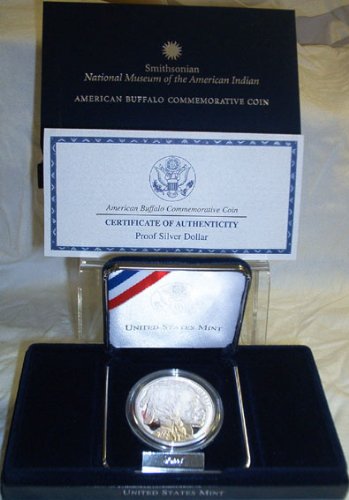 Smithsonian
National Museum of the American Indian
AMERICAN BUFFALO COMMEMORATIVE COIN
American Buffalo Commemorative Coin
CERTIFICATE OF AUTHENTICITY
Proof Silver Dollar
UNITED STATES MINT
UNITED STATES MINT